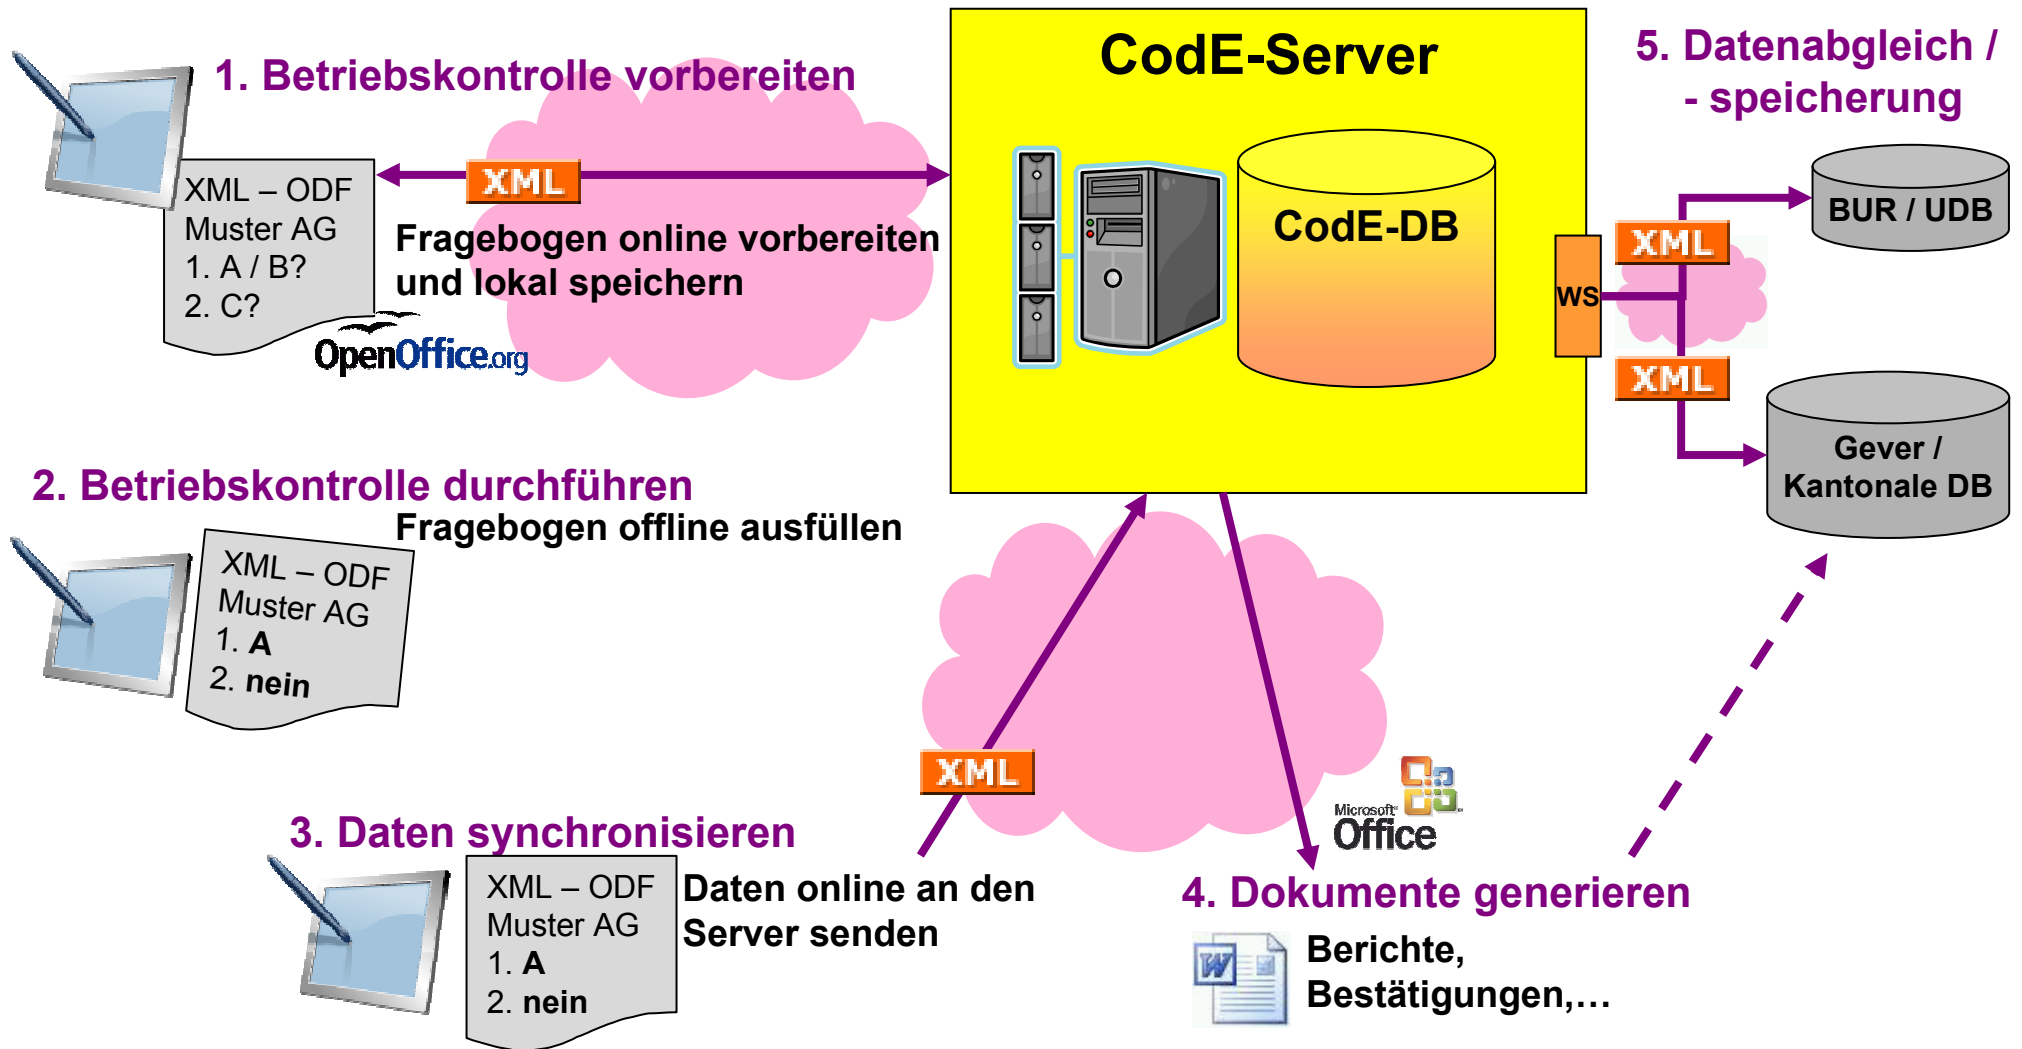 1. Betriebskontrolle vorbereiten
XML – ODF
Muster AG
1. A / B?
2. C?
OpenOffice.org
XML
Fragebogen online vorbereiten
und lokal speichern
CodE-Server
CodE-DB
WS
5. Datenabgleich /
- speicherung
XML
BUR / UDB
XML
Gever /
Kantonale DB
2. Betriebskontrolle durchführen
Fragebogen offline ausfüllen
XML – ODF
Muster AG
1. A
2. nein
3. Daten synchronisieren
XML – ODF
Muster AG
1. A
2. nein
Daten online an den
Server senden
XML
Microsoft
Office
4. Dokumente generieren
W
Berichte,
Bestätigungen,…